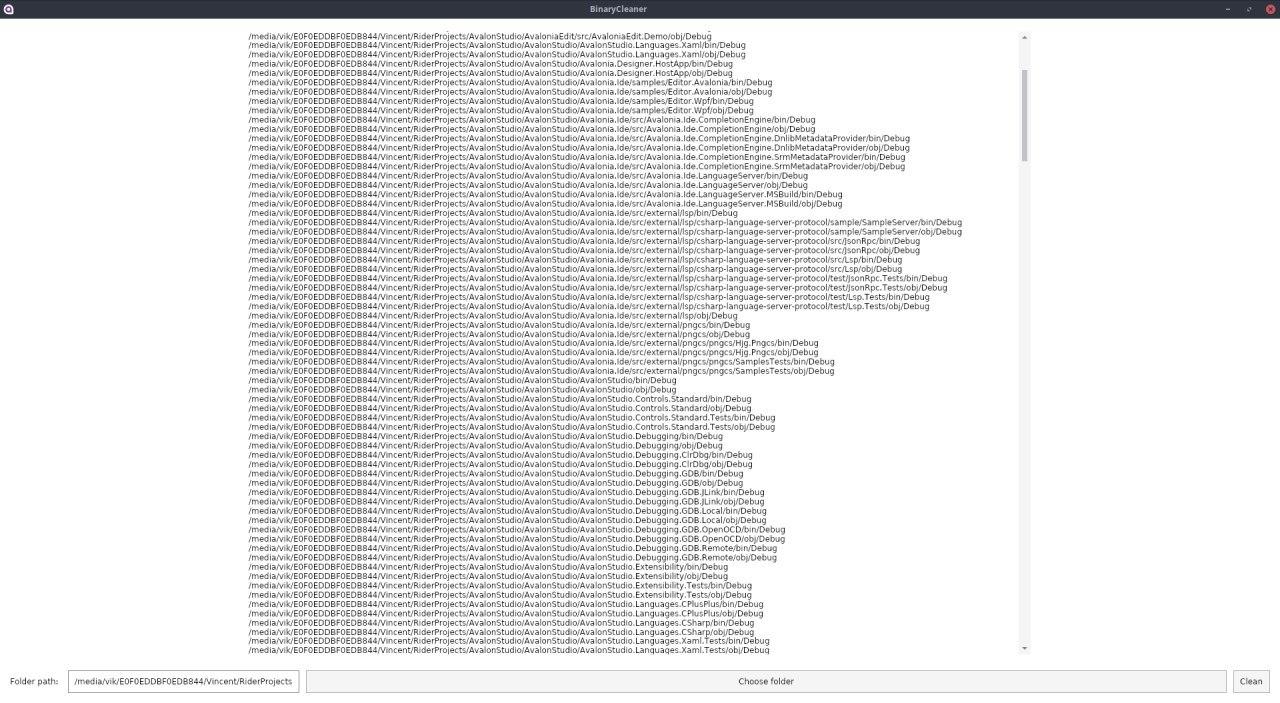 BinaryCleaner
/media/vik/E0F0EDDBF0EDB844/Vincent/RiderProjects/AvalonStudio/AvaloniaEdit/src/AvaloniaEdit.Demo/obj/Debug
/media/vik/E0F0EDDBF0EDB844/Vincent/RiderProjects/AvalonStudio/AvalonStudio/AvalonStudio.Languages.Xaml/bin/Debug
/media/vik/E0F0EDDBF0EDB844/Vincent/RiderProjects/AvalonStudio/AvalonStudio/AvalonStudio.Languages.Xaml/obj/Debug
/media/vik/E0F0EDDBF0EDB844/Vincent/RiderProjects/AvalonStudio/AvalonStudio/Avalonia.Designer.HostApp/bin/Debug
/media/vik/E0F0EDDBF0EDB844/Vincent/RiderProjects/AvalonStudio/AvalonStudio/Avalonia.Designer.HostApp/obj/Debug
/media/vik/E0F0EDDBF0EDB844/Vincent/RiderProjects/AvalonStudio/AvalonStudio/Avalonia.Ide/samples/Editor.Avalonia/bin/Debug
/media/vik/E0F0EDDBF0EDB844/Vincent/RiderProjects/AvalonStudio/AvalonStudio/Avalonia.Ide/samples/Editor.Avalonia/obj/Debug
/media/vik/E0F0EDDBF0EDB844/Vincent/RiderProjects/AvalonStudio/AvalonStudio/Avalonia.Ide/samples/Editor.Wpf/bin/Debug
/media/vik/E0F0EDDBF0EDB844/Vincent/RiderProjects/AvalonStudio/AvalonStudio/Avalonia.Ide/samples/Editor.Wpf/obj/Debug
/media/vik/E0F0EDDBF0EDB844/Vincent/RiderProjects/AvalonStudio/AvalonStudio/Avalonia.Ide/src/Avalonia.Ide.CompletionEngine/bin/Debug
/media/vik/E0F0EDDBF0EDB844/Vincent/RiderProjects/AvalonStudio/AvalonStudio/Avalonia.Ide/src/Avalonia.Ide.CompletionEngine/obj/Debug
/media/vik/E0F0EDDBF0EDB844/Vincent/RiderProjects/AvalonStudio/AvalonStudio/Avalonia.Ide/src/Avalonia.Ide.CompletionEngine.DnlibMetadataProvider/bin/Debug
/media/vik/E0F0EDDBF0EDB844/Vincent/RiderProjects/AvalonStudio/AvalonStudio/Avalonia.Ide/src/Avalonia.Ide.CompletionEngine.DnlibMetadataProvider/obj/Debug
/media/vik/E0F0EDDBF0EDB844/Vincent/RiderProjects/AvalonStudio/AvalonStudio/Avalonia.Ide/src/Avalonia.Ide.CompletionEngine.SrmMetadataProvider/bin/Debug
/media/vik/E0F0EDDBF0EDB844/Vincent/RiderProjects/AvalonStudio/AvalonStudio/Avalonia.Ide/src/Avalonia.Ide.CompletionEngine.SrmMetadataProvider/obj/Debug
/media/vik/E0F0EDDBF0EDB844/Vincent/RiderProjects/AvalonStudio/AvalonStudio/Avalonia.Ide/src/Avalonia.Ide.LanguageServer/bin/Debug
/media/vik/E0F0EDDBF0EDB844/Vincent/RiderProjects/AvalonStudio/AvalonStudio/Avalonia.Ide/src/Avalonia.Ide.LanguageServer/obj/Debug
/media/vik/E0F0EDDBF0EDB844/Vincent/RiderProjects/AvalonStudio/AvalonStudio/Avalonia.Ide/src/Avalonia.Ide.LanguageServer.MSBuild/bin/Debug
/media/vik/E0F0EDDBF0EDB844/Vincent/RiderProjects/AvalonStudio/AvalonStudio/Avalonia.Ide/src/Avalonia.Ide.LanguageServer.MSBuild/obj/Debug
/media/vik/E0F0EDDBF0EDB844/Vincent/RiderProjects/AvalonStudio/AvalonStudio/Avalonia.Ide/src/external/lsp/bin/Debug
/media/vik/E0F0EDDBF0EDB844/Vincent/RiderProjects/AvalonStudio/AvalonStudio/Avalonia.Ide/src/external/lsp/csharp-language-server-protocol/sample/SampleServer/bin/Debug
/media/vik/E0F0EDDBF0EDB844/Vincent/RiderProjects/AvalonStudio/AvalonStudio/Avalonia.Ide/src/external/lsp/csharp-language-server-protocol/sample/SampleServer/obj/Debug
/media/vik/E0F0EDDBF0EDB844/Vincent/RiderProjects/AvalonStudio/AvalonStudio/Avalonia.Ide/src/external/lsp/csharp-language-server-protocol/src/JsonRpc/bin/Debug
/media/vik/E0F0EDDBF0EDB844/Vincent/RiderProjects/AvalonStudio/AvalonStudio/Avalonia.Ide/src/external/lsp/csharp-language-server-protocol/src/JsonRpc/obj/Debug
/media/vik/E0F0EDDBF0EDB844/Vincent/RiderProjects/AvalonStudio/AvalonStudio/Avalonia.Ide/src/external/lsp/csharp-language-server-protocol/src/Lsp/bin/Debug
/media/vik/E0F0EDDBF0EDB844/Vincent/RiderProjects/AvalonStudio/AvalonStudio/Avalonia.Ide/src/external/lsp/csharp-language-server-protocol/src/Lsp/obj/Debug
/media/vik/E0F0EDDBF0EDB844/Vincent/RiderProjects/AvalonStudio/AvalonStudio/Avalonia.Ide/src/external/lsp/csharp-language-server-protocol/test/JsonRpc.Tests/bin/Debug
/media/vik/E0F0EDDBF0EDB844/Vincent/RiderProjects/AvalonStudio/AvalonStudio/Avalonia.Ide/src/external/lsp/csharp-language-server-protocol/test/JsonRpc.Tests/obj/Debug
/media/vik/E0F0EDDBF0EDB844/Vincent/RiderProjects/AvalonStudio/AvalonStudio/Avalonia.Ide/src/external/lsp/csharp-language-server-protocol/test/Lsp.Tests/bin/Debug
/media/vik/E0F0EDDBF0EDB844/Vincent/RiderProjects/AvalonStudio/AvalonStudio/Avalonia.Ide/src/external/lsp/csharp-language-server-protocol/test/Lsp.Tests/obj/Debug
/media/vik/E0F0EDDBF0EDB844/Vincent/RiderProjects/AvalonStudio/AvalonStudio/Avalonia.Ide/src/external/lsp/obj/Debug
/media/vik/E0F0EDDBF0EDB844/Vincent/RiderProjects/AvalonStudio/AvalonStudio/Avalonia.Ide/src/external/pngcs/bin/Debug
/media/vik/E0F0EDDBF0EDB844/Vincent/RiderProjects/AvalonStudio/AvalonStudio/Avalonia.Ide/src/external/pngcs/obj/Debug
/media/vik/E0F0EDDBF0EDB844/Vincent/RiderProjects/AvalonStudio/AvalonStudio/Avalonia.Ide/src/external/pngcs/pngcs/Hjg.Pngcs/bin/Debug
/media/vik/E0F0EDDBF0EDB844/Vincent/RiderProjects/AvalonStudio/AvalonStudio/Avalonia.Ide/src/external/pngcs/pngcs/Hjg.Pngcs/obj/Debug
/media/vik/E0F0EDDBF0EDB844/Vincent/RiderProjects/AvalonStudio/AvalonStudio/Avalonia.Ide/src/external/pngcs/pngcs/SamplesTests/bin/Debug
/media/vik/E0F0EDDBF0EDB844/Vincent/RiderProjects/AvalonStudio/AvalonStudio/Avalonia.Ide/src/external/pngcs/pngcs/SamplesTests/obj/Debug
/media/vik/E0F0EDDBF0EDB844/Vincent/RiderProjects/AvalonStudio/AvalonStudio/AvalonStudio/bin/Debug
/media/vik/E0F0EDDBF0EDB844/Vincent/RiderProjects/AvalonStudio/AvalonStudio/AvalonStudio/obj/Debug
/media/vik/E0F0EDDBF0EDB844/Vincent/RiderProjects/AvalonStudio/AvalonStudio/AvalonStudio.Controls.Standard/bin/Debug
/media/vik/E0F0EDDBF0EDB844/Vincent/RiderProjects/AvalonStudio/AvalonStudio/AvalonStudio.Controls.Standard/obj/Debug
/media/vik/E0F0EDDBF0EDB844/Vincent/RiderProjects/AvalonStudio/AvalonStudio/AvalonStudio.Controls.Standard.Tests/bin/Debug
/media/vik/E0F0EDDBF0EDB844/Vincent/RiderProjects/AvalonStudio/AvalonStudio/AvalonStudio.Controls.Standard.Tests/obj/Debug
/media/vik/E0F0EDDBF0EDB844/Vincent/RiderProjects/AvalonStudio/AvalonStudio/AvalonStudio.Debugging/bin/Debug
/media/vik/E0F0EDDBF0EDB844/Vincent/RiderProjects/AvalonStudio/AvalonStudio/AvalonStudio.Debugging/obj/Debug
/media/vik/E0F0EDDBF0EDB844/Vincent/RiderProjects/AvalonStudio/AvalonStudio/AvalonStudio.Debugging.ClrDbg/bin/Debug
/media/vik/E0F0EDDBF0EDB844/Vincent/RiderProjects/AvalonStudio/AvalonStudio/AvalonStudio.Debugging.ClrDbg/obj/Debug
/media/vik/E0F0EDDBF0EDB844/Vincent/RiderProjects/AvalonStudio/AvalonStudio/AvalonStudio.Debugging.GDB/bin/Debug
/media/vik/E0F0EDDBF0EDB844/Vincent/RiderProjects/AvalonStudio/AvalonStudio/AvalonStudio.Debugging.GDB/obj/Debug
/media/vik/E0F0EDDBF0EDB844/Vincent/RiderProjects/AvalonStudio/AvalonStudio/AvalonStudio.Debugging.GDB.JLink/bin/Debug
/media/vik/E0F0EDDBF0EDB844/Vincent/RiderProjects/AvalonStudio/AvalonStudio/AvalonStudio.Debugging.GDB.JLink/obj/Debug
/media/vik/E0F0EDDBF0EDB844/Vincent/RiderProjects/AvalonStudio/AvalonStudio/AvalonStudio.Debugging.GDB.Local/bin/Debug
/media/vik/E0F0EDDBF0EDB844/Vincent/RiderProjects/AvalonStudio/AvalonStudio/AvalonStudio.Debugging.GDB.Local/obj/Debug
/media/vik/E0F0EDDBF0EDB844/Vincent/RiderProjects/AvalonStudio/AvalonStudio/AvalonStudio.Debugging.GDB.OpenOCD/bin/Debug
/media/vik/E0F0EDDBF0EDB844/Vincent/RiderProjects/AvalonStudio/AvalonStudio/AvalonStudio.Debugging.GDB.OpenOCD/obj/Debug
/media/vik/E0F0EDDBF0EDB844/Vincent/RiderProjects/AvalonStudio/AvalonStudio/AvalonStudio.Debugging.GDB.Remote/bin/Debug
/media/vik/E0F0EDDBF0EDB844/Vincent/RiderProjects/AvalonStudio/AvalonStudio/AvalonStudio.Debugging.GDB.Remote/obj/Debug
/media/vik/E0F0EDDBF0EDB844/Vincent/RiderProjects/AvalonStudio/AvalonStudio/AvalonStudio.Extensibility/bin/Debug
/media/vik/E0F0EDDBF0EDB844/Vincent/RiderProjects/AvalonStudio/AvalonStudio/AvalonStudio.Extensibility/obj/Debug
/media/vik/E0F0EDDBF0EDB844/Vincent/RiderProjects/AvalonStudio/AvalonStudio/AvalonStudio.Extensibility.Tests/bin/Debug
/media/vik/E0F0EDDBF0EDB844/Vincent/RiderProjects/AvalonStudio/AvalonStudio/AvalonStudio.Extensibility.Tests/obj/Debug
/media/vik/E0F0EDDBF0EDB844/Vincent/RiderProjects/AvalonStudio/AvalonStudio/AvalonStudio.Languages.CPlusPlus/bin/Debug
/media/vik/E0F0EDDBF0EDB844/Vincent/RiderProjects/AvalonStudio/AvalonStudio/AvalonStudio.Languages.CPlusPlus/obj/Debug
/media/vik/E0F0EDDBF0EDB844/Vincent/RiderProjects/AvalonStudio/AvalonStudio/AvalonStudio.Languages.CSharp/bin/Debug
/media/vik/E0F0EDDBF0EDB844/Vincent/RiderProjects/AvalonStudio/AvalonStudio/AvalonStudio.Languages.CSharp/obj/Debug
/media/vik/E0F0EDDBF0EDB844/Vincent/RiderProjects/AvalonStudio/AvalonStudio/AvalonStudio.Languages.Xaml.Tests/bin/Debug
/media/vik/E0F0EDDBF0EDB844/Vincent/RiderProjects/AvalonStudio/AvalonStudio/AvalonStudio.Languages.Xaml.Tests/obj/Debug
Folder path: /media/vik/E0F0EDDBF0EDB844/Vincent/RiderProjects Choose folder Clean